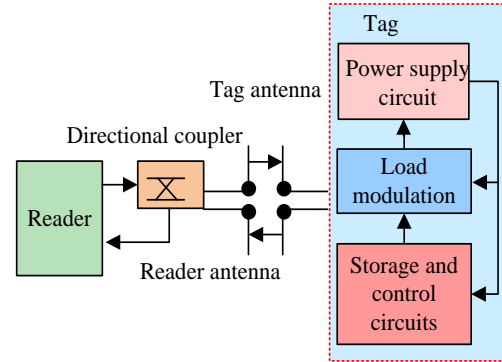 Tag
Power supply
circuit
Tag antenna
Directional coupler
Load
modulation
Reader
Reader antenna
Storage and
control
circuits